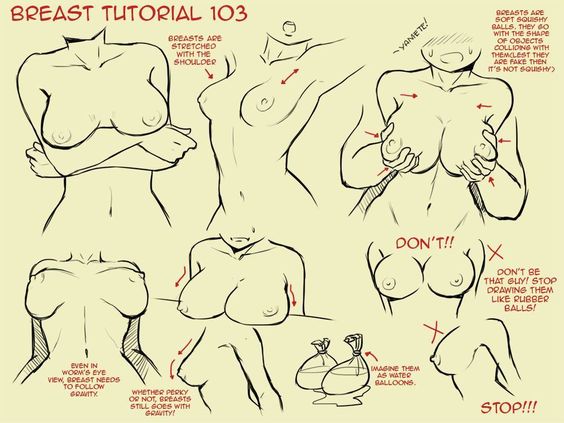 BREAST TUTORIAL 103
BREASTS ARE
STRETCHED
WITH THE
SHOULDER
~YAMETE!
BREASTS ARE
SOFT SQUISHY
BALLS. THEY GO
WITH THE SHAPE
OF OBJECTS
COLLIDING WITH
THEM(LEST THEY
ARE FAKE THEN
IT'S NOT SQUISHY)
DON'T!!
DON'T BE
THAT GUY! STOP
DRAWING THEM
LIKE RUBBER
BALLS!
EVEN IN
WORM'S EYE
VIEW, BREAST NEEDS
TO FOLLOW
GRAVITY.
WHETHER PERKY
OR NOT, BREASTS
STILL GOES WITH
GRAVITY!
IMAGINE THEM
AS WATER
BALLOONS.
STOP!!!